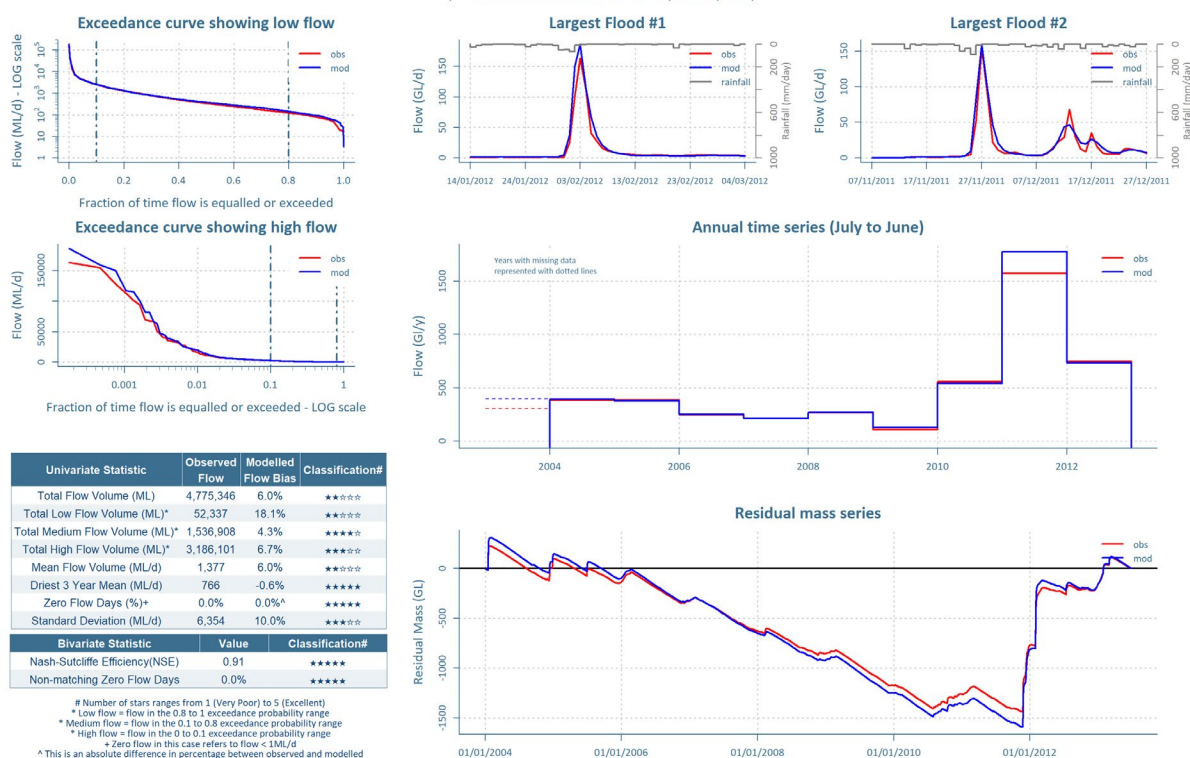 Exceedance curve showing low flow
Flow (ML/d) - LOG scale
10⁵
10⁴
10³
10²
10
1
obs
mod
0.0 0.2 0.4 0.6 0.8 1.0
Fraction of time flow is equalled or exceeded
Largest Flood #1
Flow (GL/d)
150
100
50
0
obs
mod
rainfall
0
200
600
1000
Rainfall (mm/day)
14/01/2012 24/01/2012 03/02/2012 13/02/2012 23/02/2012 04/03/2012
Largest Flood #2
Flow (GL/d)
150
100
50
0
obs
mod
rainfall
0
200
600
1000
Rainfall (mm/day)
07/11/2011 17/11/2011 27/11/2011 07/12/2011 17/12/2011 27/12/2011
Exceedance curve showing high flow
Flow (ML/d)
150000
50000
0
obs
mod
0.001 0.01 0.1 1
Fraction of time flow is equalled or exceeded - LOG scale
Annual time series (July to June)
Years with missing data
represented with dotted lines
Flow (Gl/y)
1500
1000
500
0
obs
mod
2004 2006 2008 2010 2012
Univariate Statistic Observed Flow Modelled Flow Bias Classification#
Total Flow Volume (ML) 4,775,346 6.0% ★★☆☆☆
Total Low Flow Volume (ML)* 52,337 18.1% ★★☆☆☆
Total Medium Flow Volume (ML)* 1,536,908 4.3% ★★★★☆
Total High Flow Volume (ML)* 3,186,101 6.7% ★★★☆☆
Mean Flow Volume (ML/d) 1,377 6.0% ★★☆☆☆
Driest 3 Year Mean (ML/d) 766 -0.6% ★★★★★
Zero Flow Days (%)+ 0.0% 0.0%^ ★★★★★
Standard Deviation (ML/d) 6,354 10.0% ★★★☆☆
Bivariate Statistic Value Classification#
Nash-Sutcliffe Efficiency(NSE) 0.91 ★★★★★
Non-matching Zero Flow Days 0.0% ★★★★★
# Number of stars ranges from 1 (Very Poor) to 5 (Excellent)
* Low flow = flow in the 0.8 to 1 exceedance probability range
* Medium flow = flow in the 0.1 to 0.8 exceedance probability range
* High flow = flow in the 0 to 0.1 exceedance probability range
+ Zero flow in this case refers to flow < 1ML/d
^ This is an absolute difference in percentage between observed and modelled
Residual mass series
Residual Mass (GL)
0
-500
-1000
-1500
obs
mod
01/01/2004 01/01/2006 01/01/2008 01/01/2010 01/01/2012